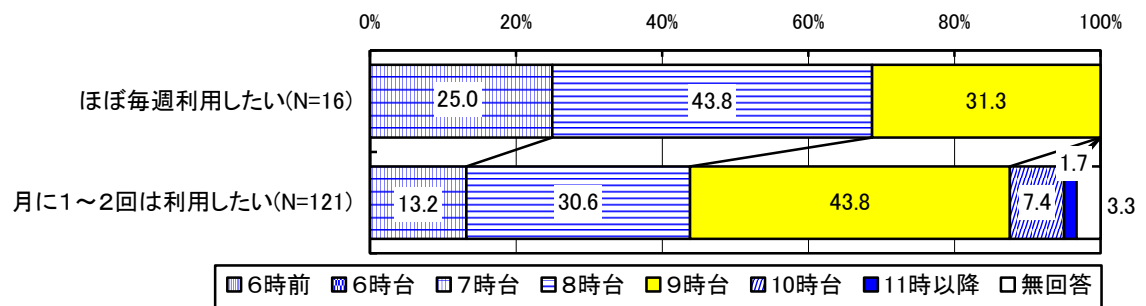 0% 20% 40% 60% 80% 100%
ほぼ毎週利用したい(N=16) 25.0 43.8 31.3
1.7
月に1～2回は利用したい(N=121) 13.2 30.6 43.8 7.4 3.3
6時前 6時台 7時台 8時台 9時台 10時台 11時以降 無回答